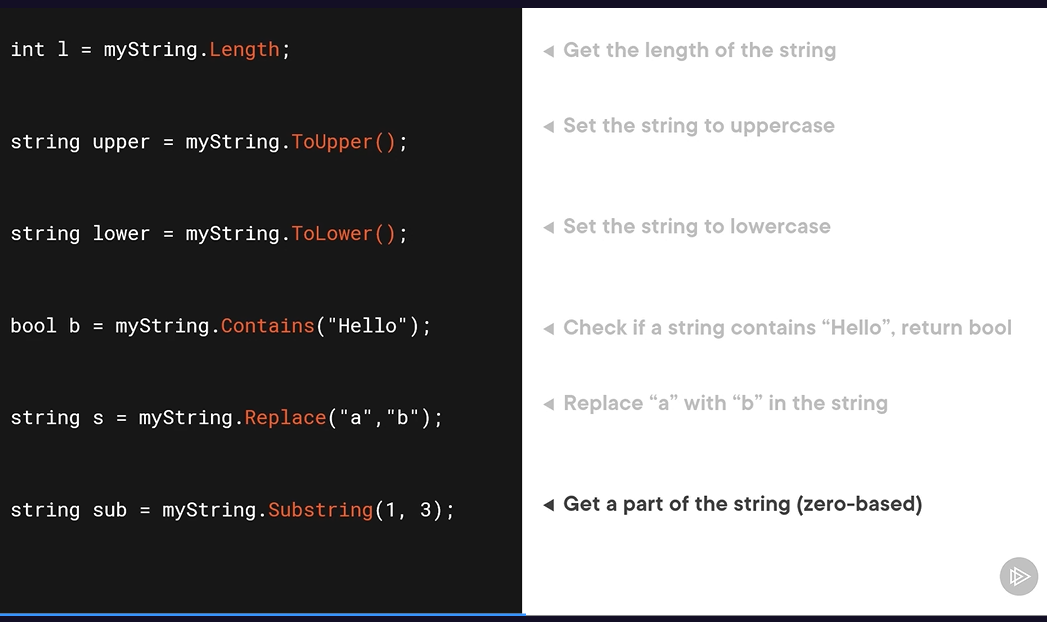 int l = myString.Length;
◄ Get the length of the string
string upper = myString.ToUpper();
◄ Set the string to uppercase
string lower = myString.ToLower();
◄ Set the string to lowercase
bool b = myString.Contains("Hello");
◄ Check if a string contains “Hello”, return bool
string s = myString.Replace("a","b");
◄ Replace “a” with “b” in the string
string sub = myString.Substring(1, 3);
◄ Get a part of the string (zero-based)